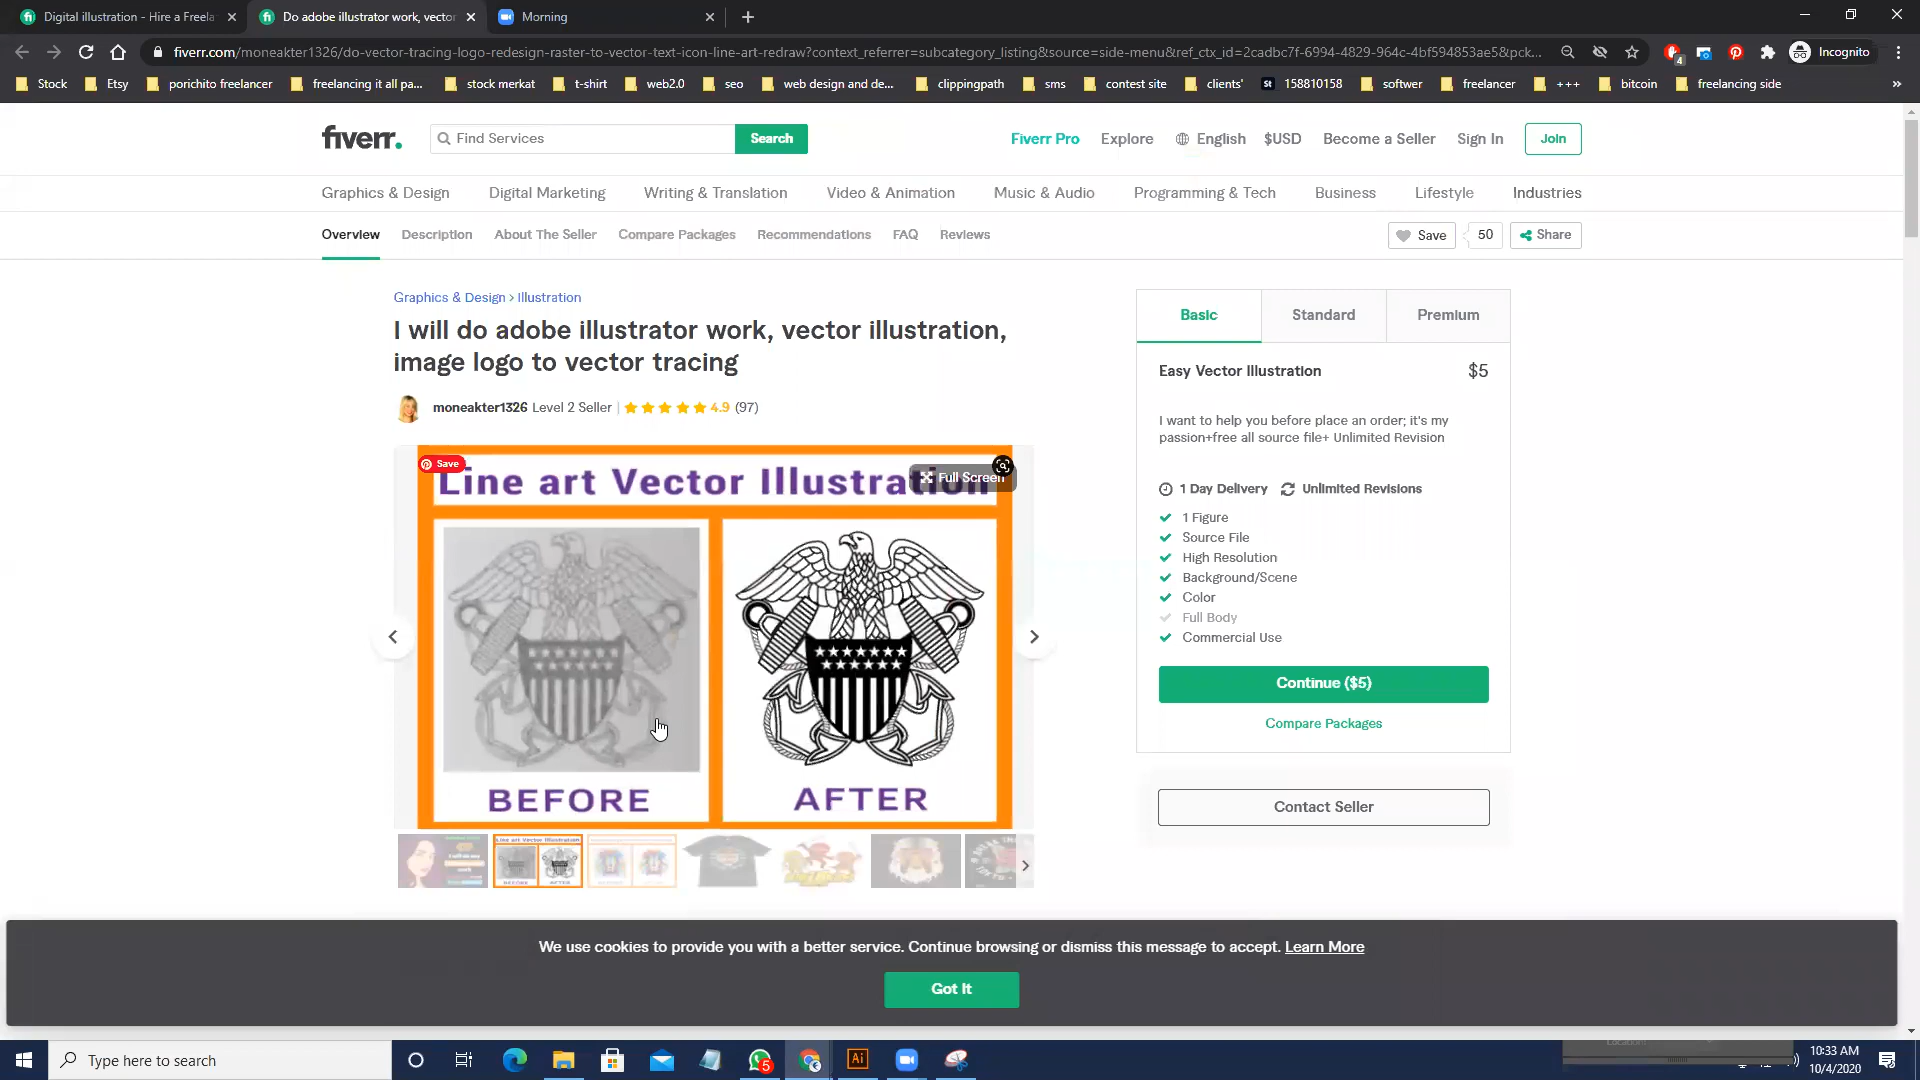 Digital illustration - Hire a Freela
Do adobe illustrator work, vector
Morning
fiverr.com/moneakter1326/do-vector-tracing-logo-redesign-raster-to-vector-text-icon-line-art-redraw?context_referrer=subcategory_listing&source=side-menu&ref_ctx_id=2cadbc7f-6994-4829-964c-4bf594853ae5&pck...
4
Incognito
Stock
Etsy
porichito freelancer
freelancing it all pa...
stock merkat
t-shirt
web2.0
seo
web design and de...
clippingpath
sms
contest site
clients'
St 158810158
softwer
freelancer
+++
bitcoin
freelancing side
»
fiverr.
Find Services
Search
Fiverr Pro
Explore
English
$USD
Become a Seller
Sign In
Join
Graphics & Design
Digital Marketing
Writing & Translation
Video & Animation
Music & Audio
Programming & Tech
Business
Lifestyle
Industries
Overview
Description
About The Seller
Compare Packages
Recommendations
FAQ
Reviews
Save
50
Share
Graphics & Design › Illustration
I will do adobe illustrator work, vector illustration,
image logo to vector tracing
moneakter1326 Level 2 Seller | 4.9 (97)
Save
Line art Vector Illustration
Full Screen
BEFORE
AFTER
Basic
Standard
Premium
Easy Vector Illustration
$5
I want to help you before place an order; it's my
passion+free all source file+ Unlimited Revision
1 Day Delivery
Unlimited Revisions
1 Figure
Source File
High Resolution
Background/Scene
Color
Full Body
Commercial Use
Continue ($5)
Compare Packages
Contact Seller
Line art Vector Illustration
BEFORE
AFTER
We use cookies to provide you with a better service. Continue browsing or dismiss this message to accept. Learn More
Got It
Type here to search
5
Ai
10:33 AM
10/4/2020